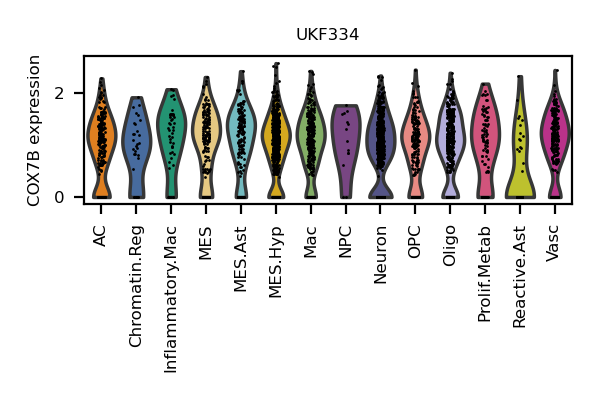 UKF334
COX7B expression
2
0
AC
Chromatin.Reg
Inflammatory.Mac
MES
MES.Ast
MES.Hyp
Mac
NPC
Neuron
OPC
Oligo
Prolif.Metab
Reactive.Ast
Vasc